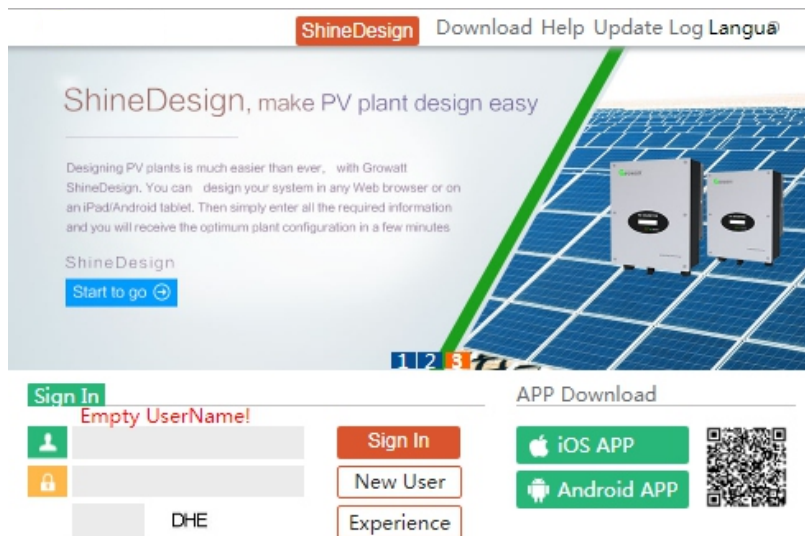 ShineDesign Download Help Update Log Langua
ShineDesign, make PV plant design easy
Designing PV plants is much easier than ever, with Growatt
ShineDesign. You can design your system in any Web browser or on
an iPad/Android tablet. Then simply enter all the required information
and you will receive the optimum plant configuration in a few minutes
ShineDesign
Start to go
Growatt
Growatt
1 2 3
Sign In
Empty UserName!
Sign In
New User
DHE
Experience
APP Download
iOS APP
Android APP